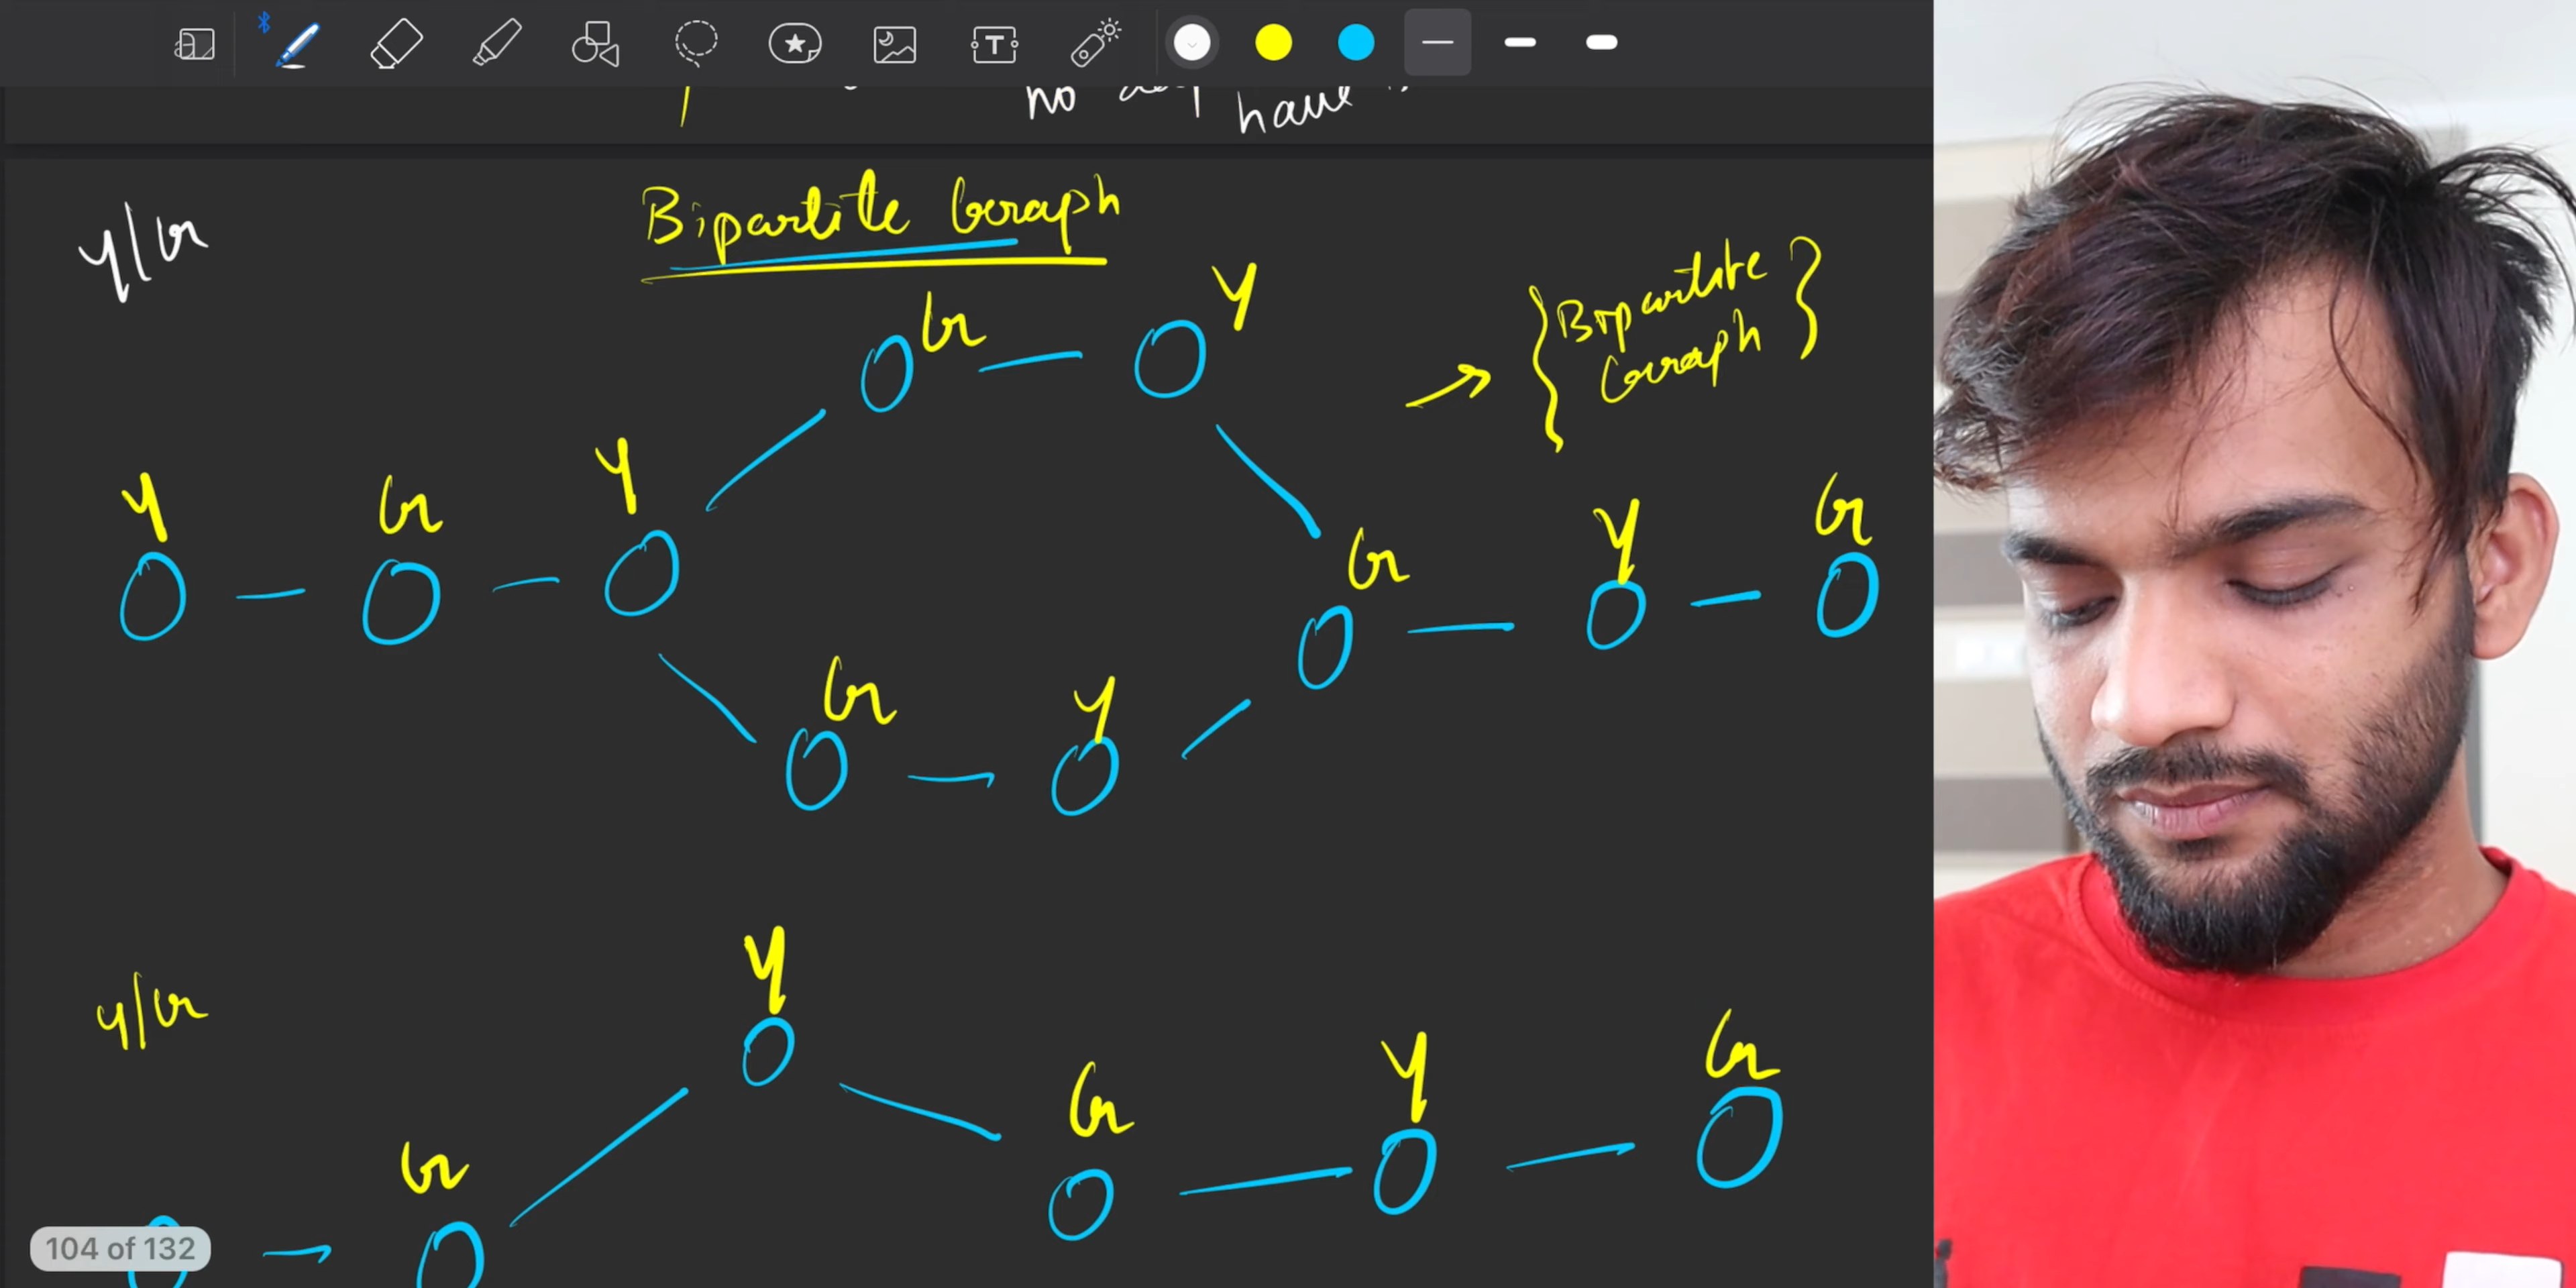 no
have
Bipartite Graph
y/G
G Y
{ Bipartite
Graph }
Y G Y
G Y G
G Y
Y
y/G
G Y G
G
104 of 132